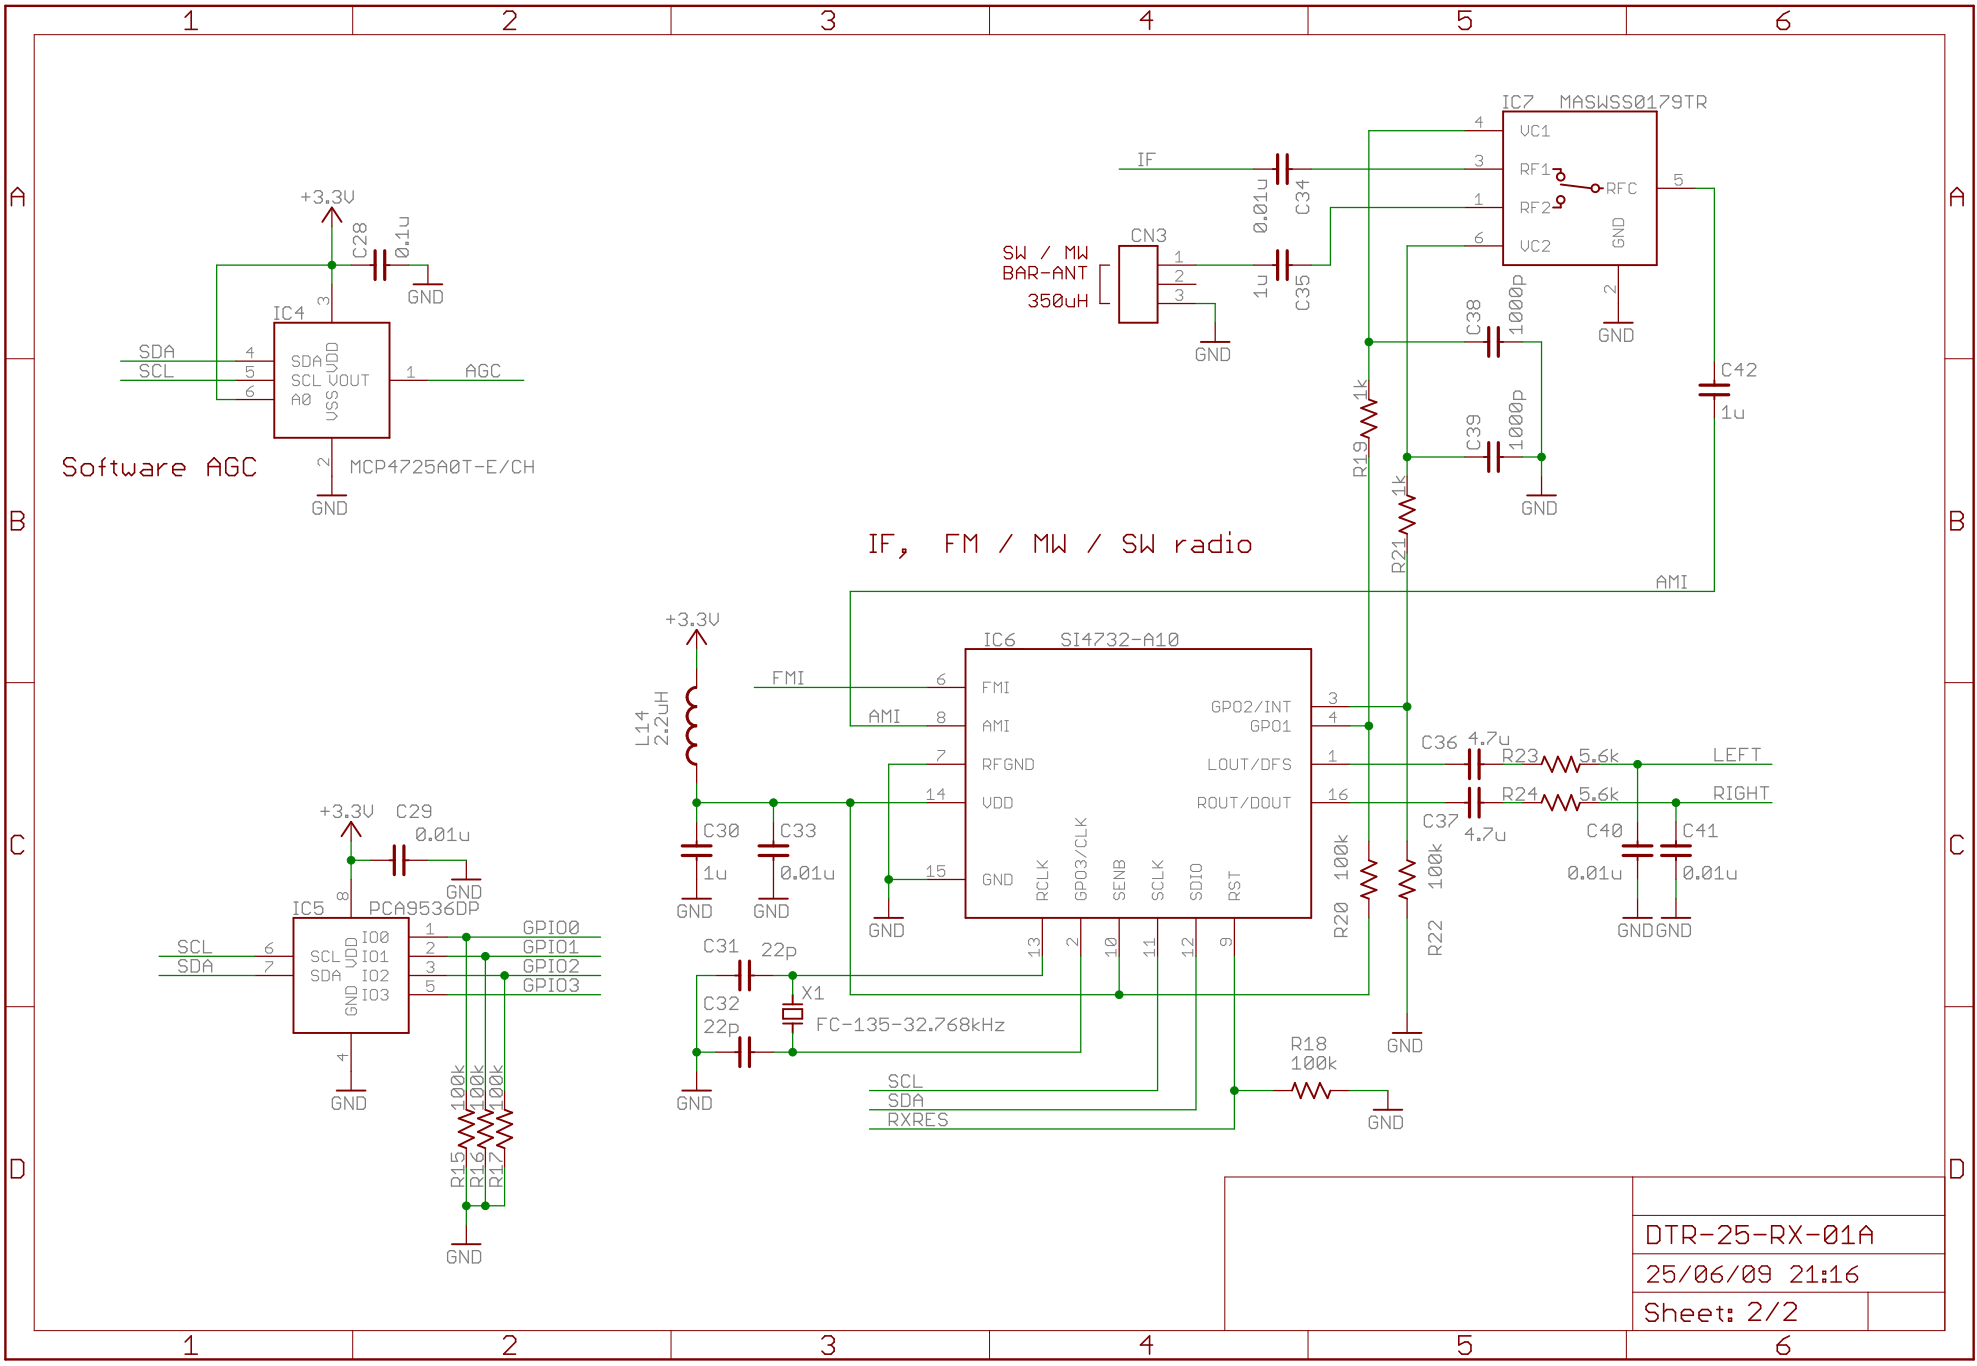 1 2 3 4 5 6
A A
B B
C C
D D
IC7 MASWSS0179TR
4 VC1
3 RF1
1 RF2
6 VC2
RFC 5
GND
2
GND
IF
0.01u
C34
CN3
SW / MW
BAR-ANT
350uH
1
2
3
GND
1u
C35
C38
1000p
C39
1000p
GND
1k
R19
1k
R21
C42
1u
AMI
+3.3V
C28
0.1u
GND
3
IC4
SDA 4 SDA
SCL 5 SCL
6 A0
VDD
VOUT 1 AGC
VSS
2
MCP4725A0T-E/CH
GND
Software AGC
IF, FM / MW / SW radio
+3.3V
L14
2.2uH
IC6 SI4732-A10
FMI 6 FMI
AMI 8 AMI
7 RFGND
14 VDD
15 GND
GPO2/INT 3
GPO1 4
LOUT/DFS 1
ROUT/DOUT 16
RCLK
GPO3/CLK
SENB
SCLK
SDIO
RST
13
2
10
11
12
9
C30
1u
GND
C33
0.01u
GND
GND
C36 4.7u
R23 5.6k
LEFT
R24 5.6k
RIGHT
C37 4.7u
C40
0.01u
C41
0.01u
GND GND
100k
R20
100k
R22
GND
C31 22p
C32
22p
X1
FC-135-32.768kHz
GND
SCL
SDA
RXRES
R18
100k
GND
+3.3V
C29
0.01u
GND
8
IC5 PCA9536DP
SCL 6 SCL
SDA 7 SDA
VDD
GND
IO0 1 GPIO0
IO1 2 GPIO1
IO2 3 GPIO2
IO3 5 GPIO3
4
GND
100k
100k
100k
R15
R16
R17
GND
DTR-25-RX-01A
25/06/09 21:16
Sheet: 2/2
1 2 3 4 5 6